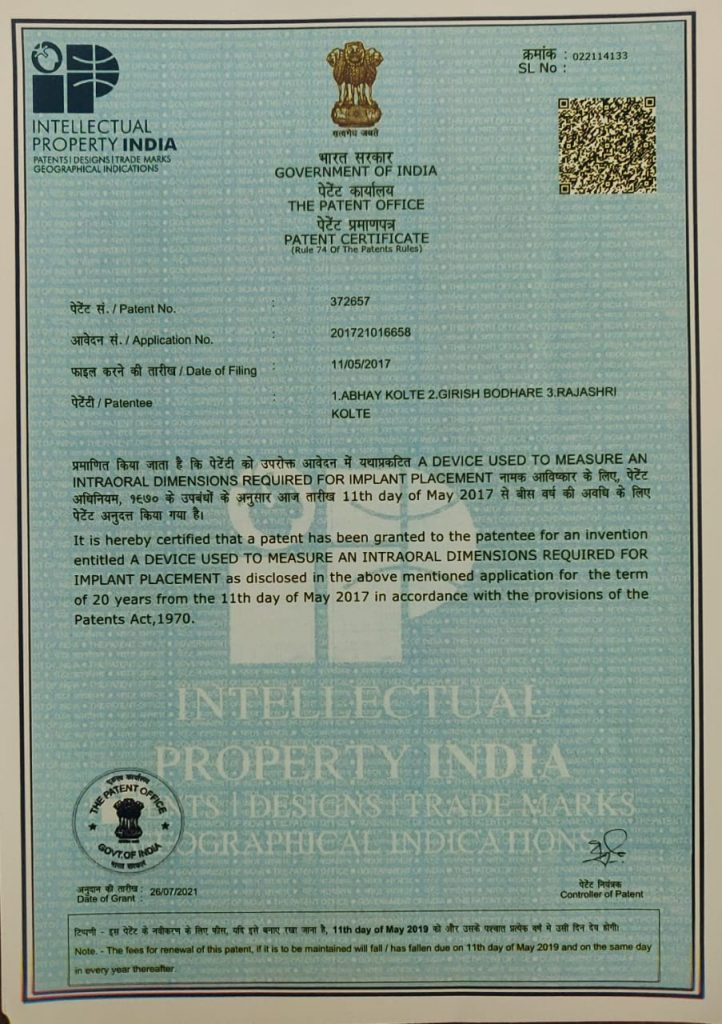 INTELLECTUAL
PROPERTY INDIA
PATENTS | DESIGNS | TRADE MARKS
GEOGRAPHICAL INDICATIONS
सत्यमेव जयते
क्रमांक : 022114133
SL No :
भारत सरकार
GOVERNMENT OF INDIA
पेटेंट कार्यालय
THE PATENT OFFICE
पेटेंट प्रमाणपत्र
PATENT CERTIFICATE
(Rule 74 Of The Patents Rules)
पेटेंट सं. / Patent No. : 372657
आवेदन सं. / Application No. : 201721016658
फाइल करने की तारीख / Date of Filing : 11/05/2017
पेटेंटी / Patentee : 1.ABHAY KOLTE 2.GIRISH BODHARE 3.RAJASHRI
KOLTE
प्रमाणित किया जाता है कि पेटेंटी को उपरोक्त आवेदन में यथाप्रकटित A DEVICE USED TO MEASURE AN
INTRAORAL DIMENSIONS REQUIRED FOR IMPLANT PLACEMENT नामक आविष्कार के लिए, पेटेंट
अधिनियम, १९७० के उपबंधों के अनुसार आज तारीख 11th day of May 2017 से बीस वर्ष की अवधि के लिए
पेटेंट अनुदत्त किया गया है।
It is hereby certified that a patent has been granted to the patentee for an invention
entitled A DEVICE USED TO MEASURE AN INTRAORAL DIMENSIONS REQUIRED FOR
IMPLANT PLACEMENT as disclosed in the above mentioned application for the term
of 20 years from the 11th day of May 2017 in accordance with the provisions of the
Patents Act,1970.
INTELLECTUAL
PROPERTY INDIA
TS | DESIGNS | TRADE MARKS
OGRAPHICAL INDICATIONS
THE PATENT OFFICE
GOVT. OF INDIA
भारत सरकार
अनुदान की तारीख : 26/07/2021
Date of Grant :
पेटेंट नियंत्रक
Controller of Patent
टिप्पणी - इस पेटेंट के नवीकरण के लिए फीस, यदि इसे बनाए रखा जाना है, 11th day of May 2019 को और उसके पश्चात प्रत्येक वर्ष मे उसी दिन देय होगी।
Note. - The fees for renewal of this patent, if it is to be maintained will fall / has fallen due on 11th day of May 2019 and on the same day
in every year thereafter.